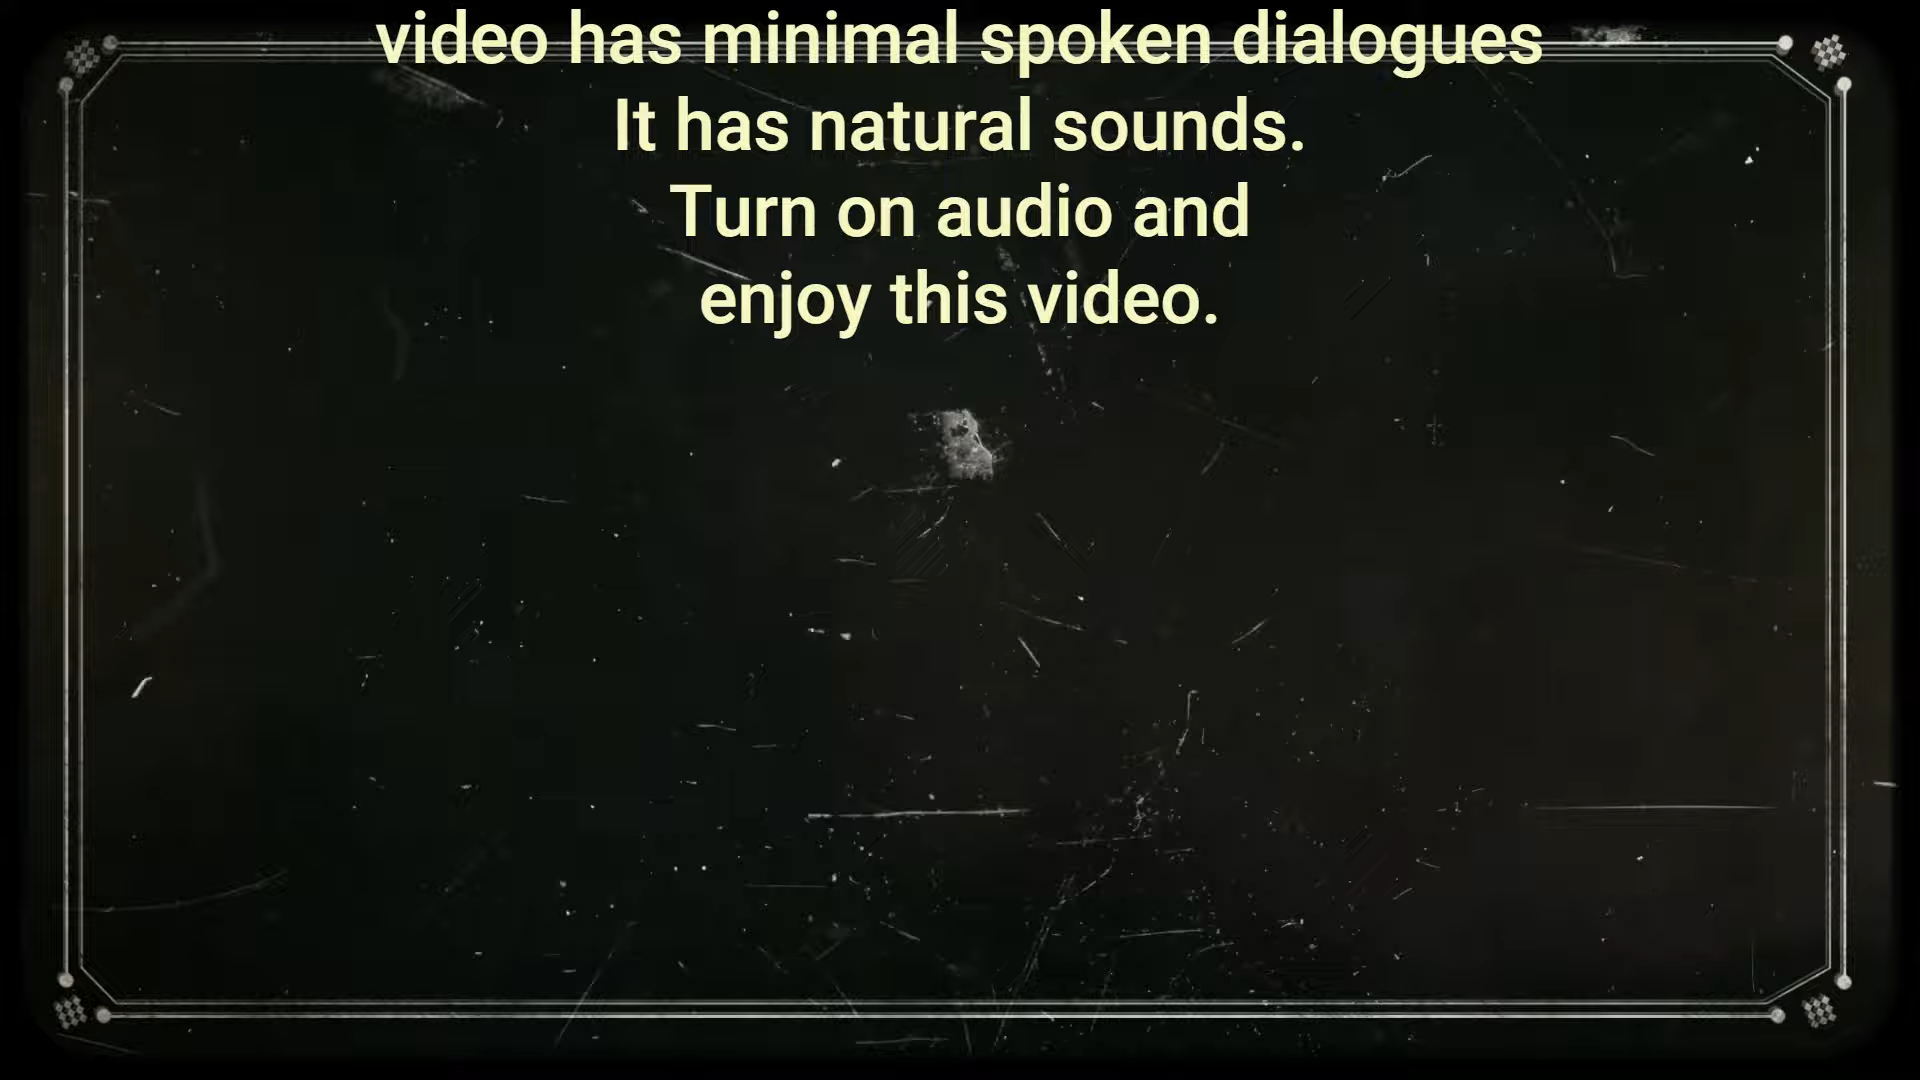 video has minimal spoken dialogues
It has natural sounds.
Turn on audio and
enjoy this video.